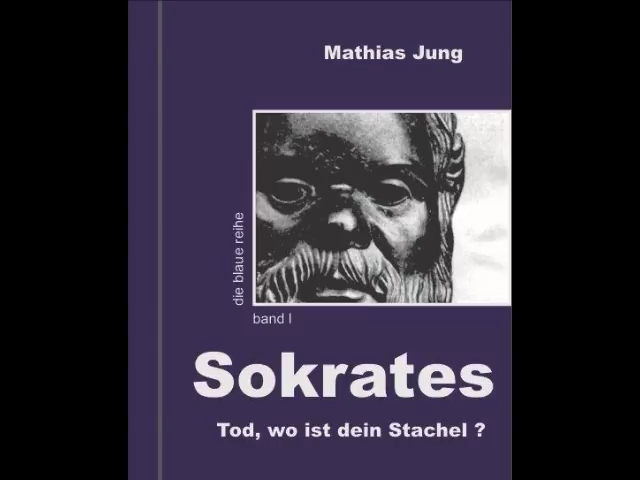 Mathias Jung
die blaue reihe
band I
Sokrates
Tod, wo ist dein Stachel ?